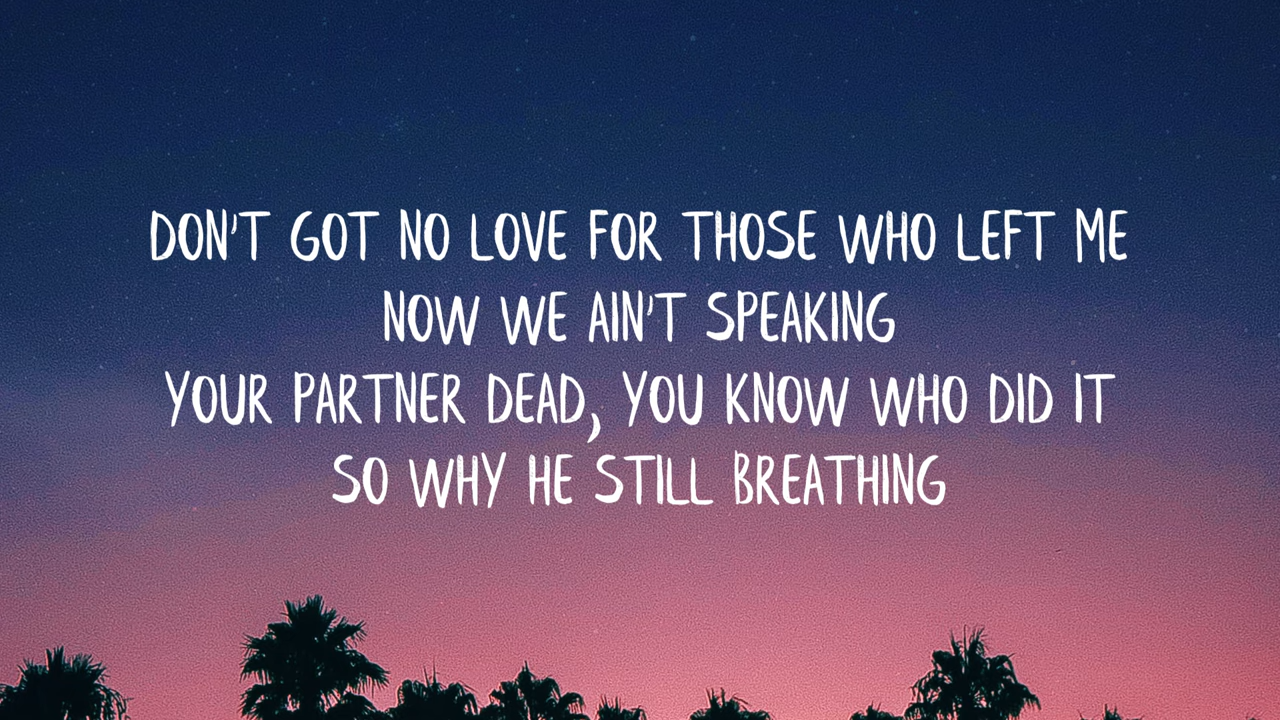 DON'T GOT NO LOVE FOR THOSE WHO LEFT ME
NOW WE AIN'T SPEAKING
YOUR PARTNER DEAD, YOU KNOW WHO DID IT
SO WHY HE STILL BREATHING